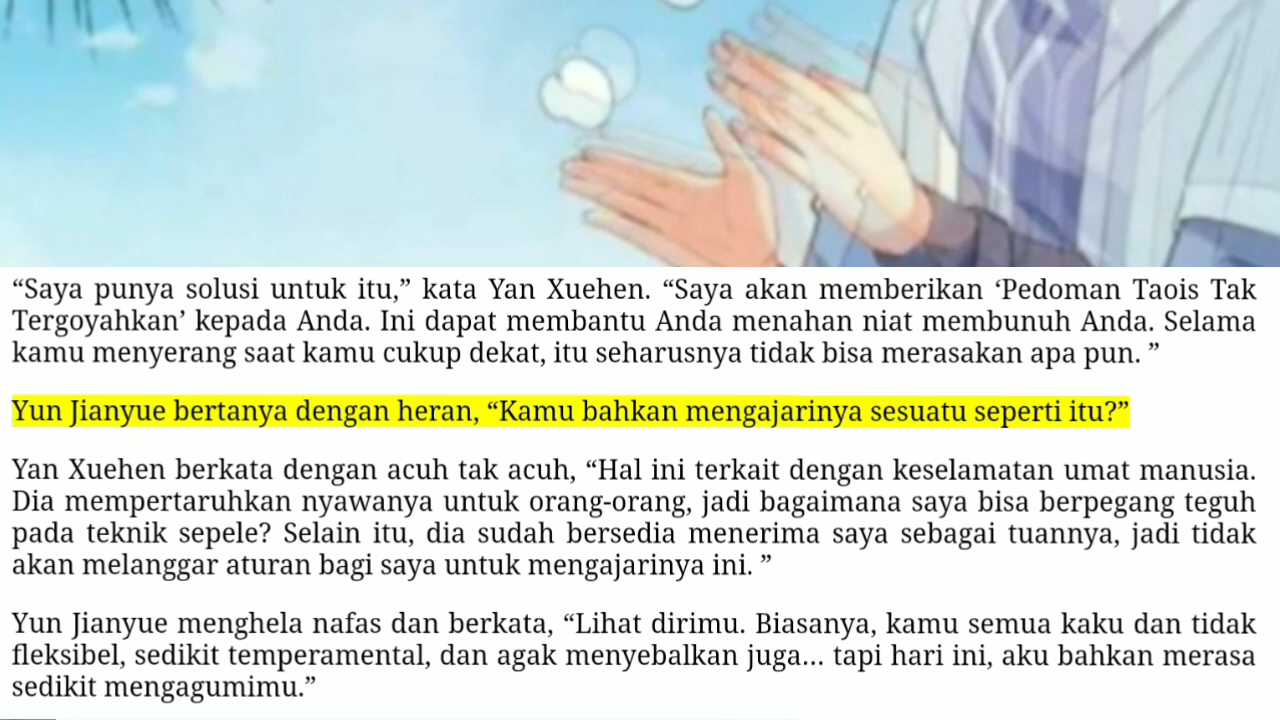 “Saya punya solusi untuk itu,” kata Yan Xuehen. “Saya akan memberikan ‘Pedoman Taois Tak
Tergoyahkan’ kepada Anda. Ini dapat membantu Anda menahan niat membunuh Anda. Selama
kamu menyerang saat kamu cukup dekat, itu seharusnya tidak bisa merasakan apa pun. ”
Yun Jianyue bertanya dengan heran, “Kamu bahkan mengajarinya sesuatu seperti itu?”
Yan Xuehen berkata dengan acuh tak acuh, “Hal ini terkait dengan keselamatan umat manusia.
Dia mempertaruhkan nyawanya untuk orang-orang, jadi bagaimana saya bisa berpegang teguh
pada teknik sepele? Selain itu, dia sudah bersedia menerima saya sebagai tuannya, jadi tidak
akan melanggar aturan bagi saya untuk mengajarinya ini. ”
Yun Jianyue menghela nafas dan berkata, “Lihat dirimu. Biasanya, kamu semua kaku dan tidak
fleksibel, sedikit temperamental, dan agak menyebalkan juga... tapi hari ini, aku bahkan merasa
sedikit mengagumimu.”